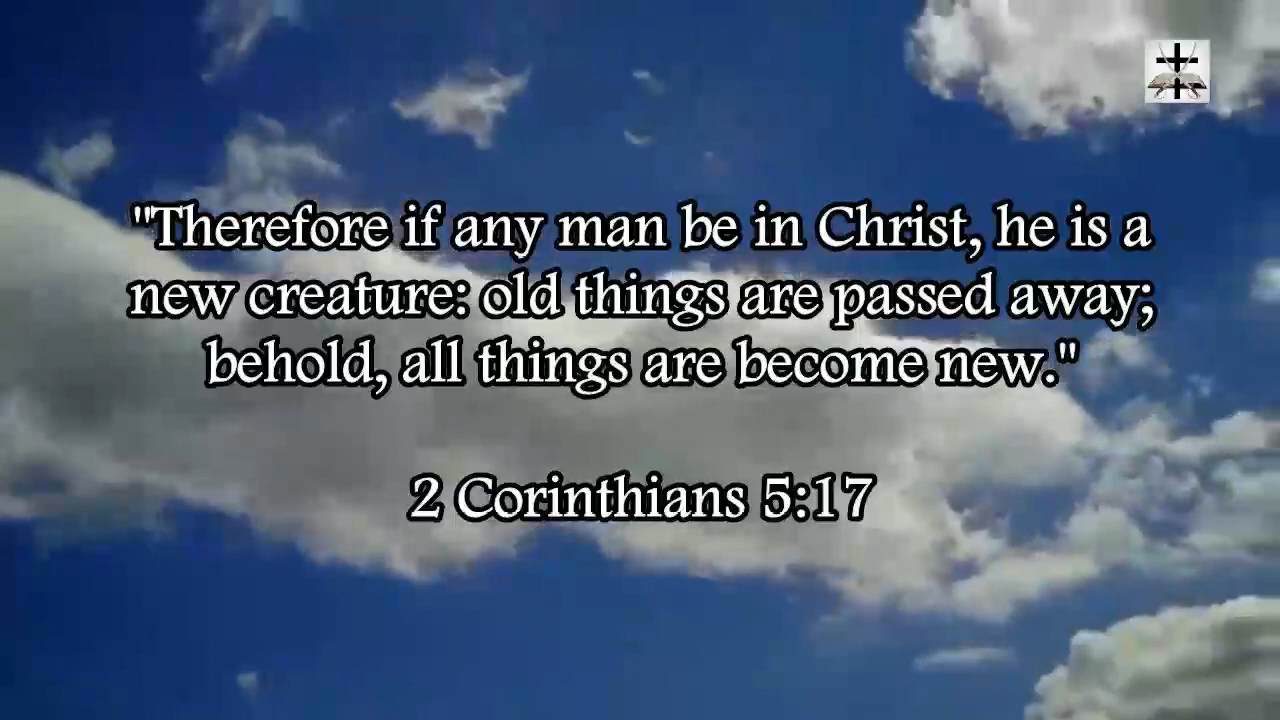 "Therefore if any man be in Christ, he is a
new creature: old things are passed away;
behold, all things are become new."
2 Corinthians 5:17